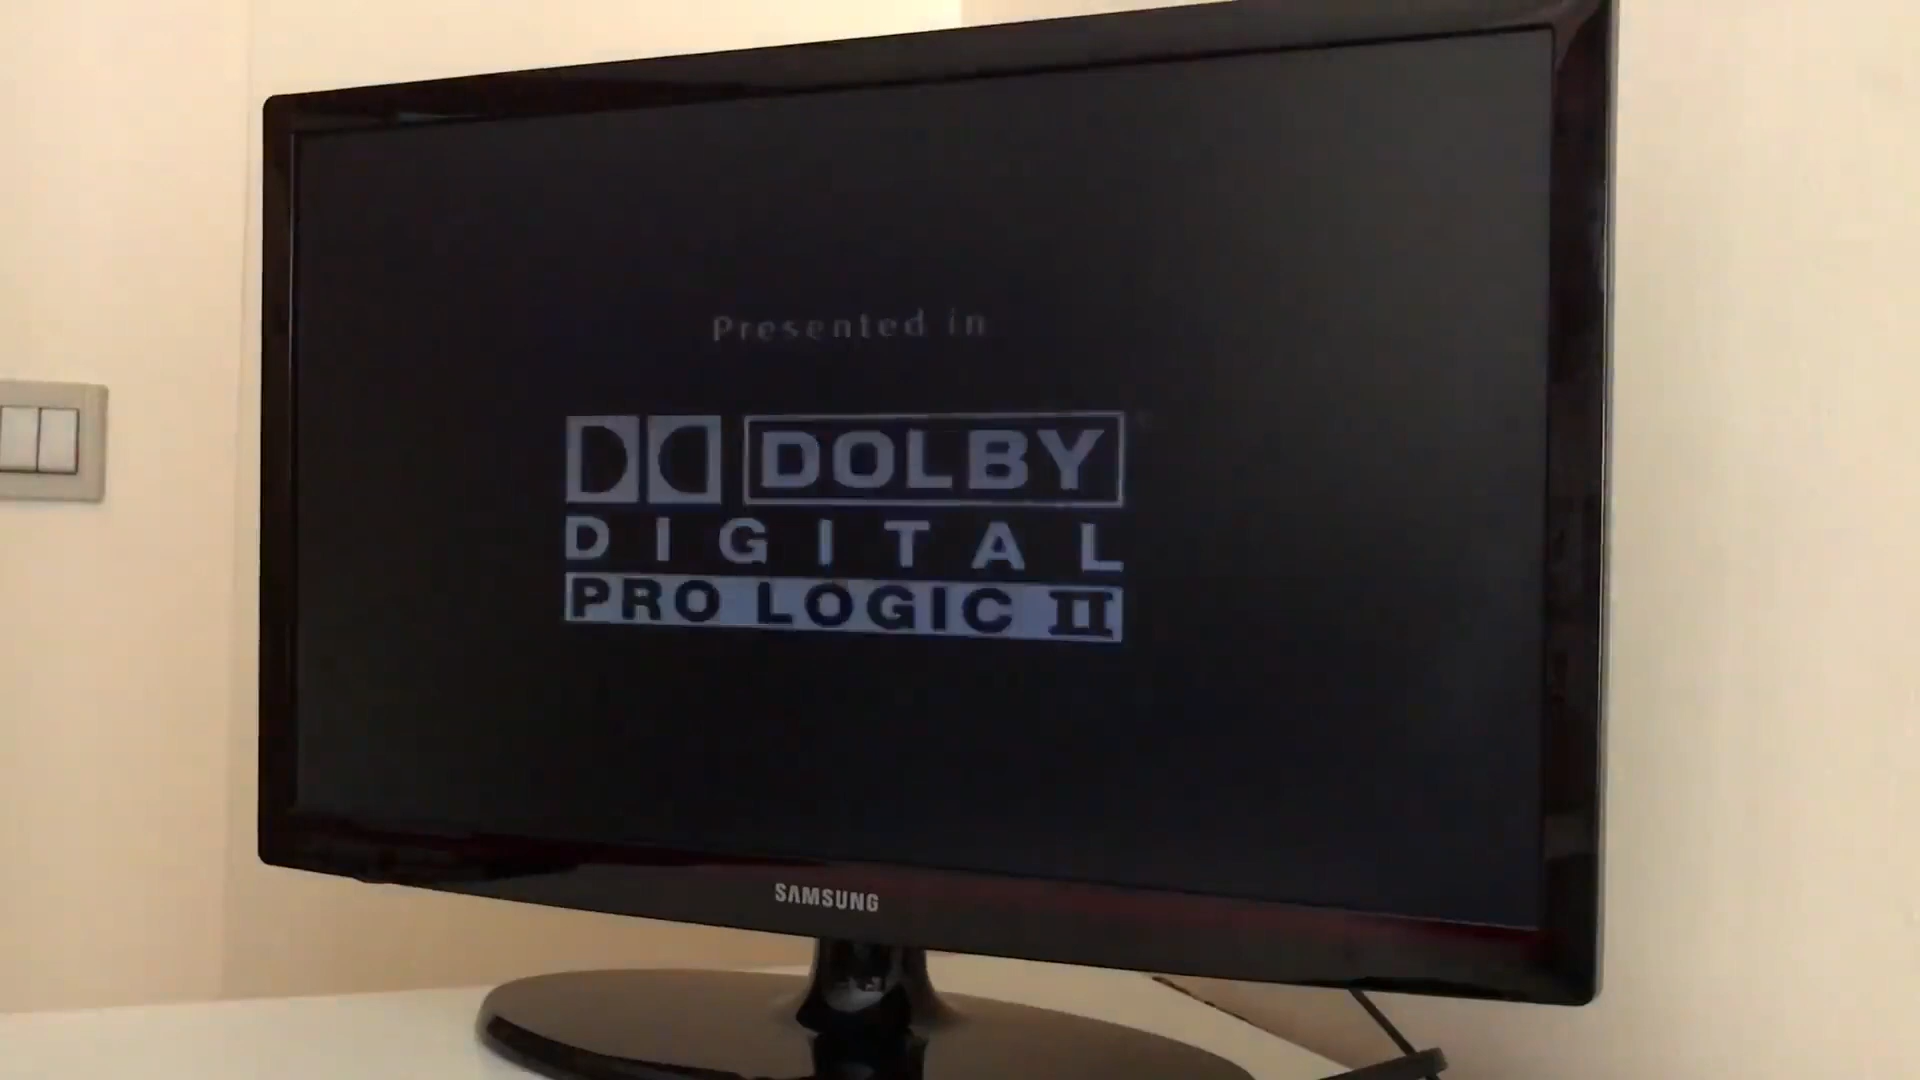 Presented in
DOLBY
DIGITAL
PRO LOGIC II
SAMSUNG